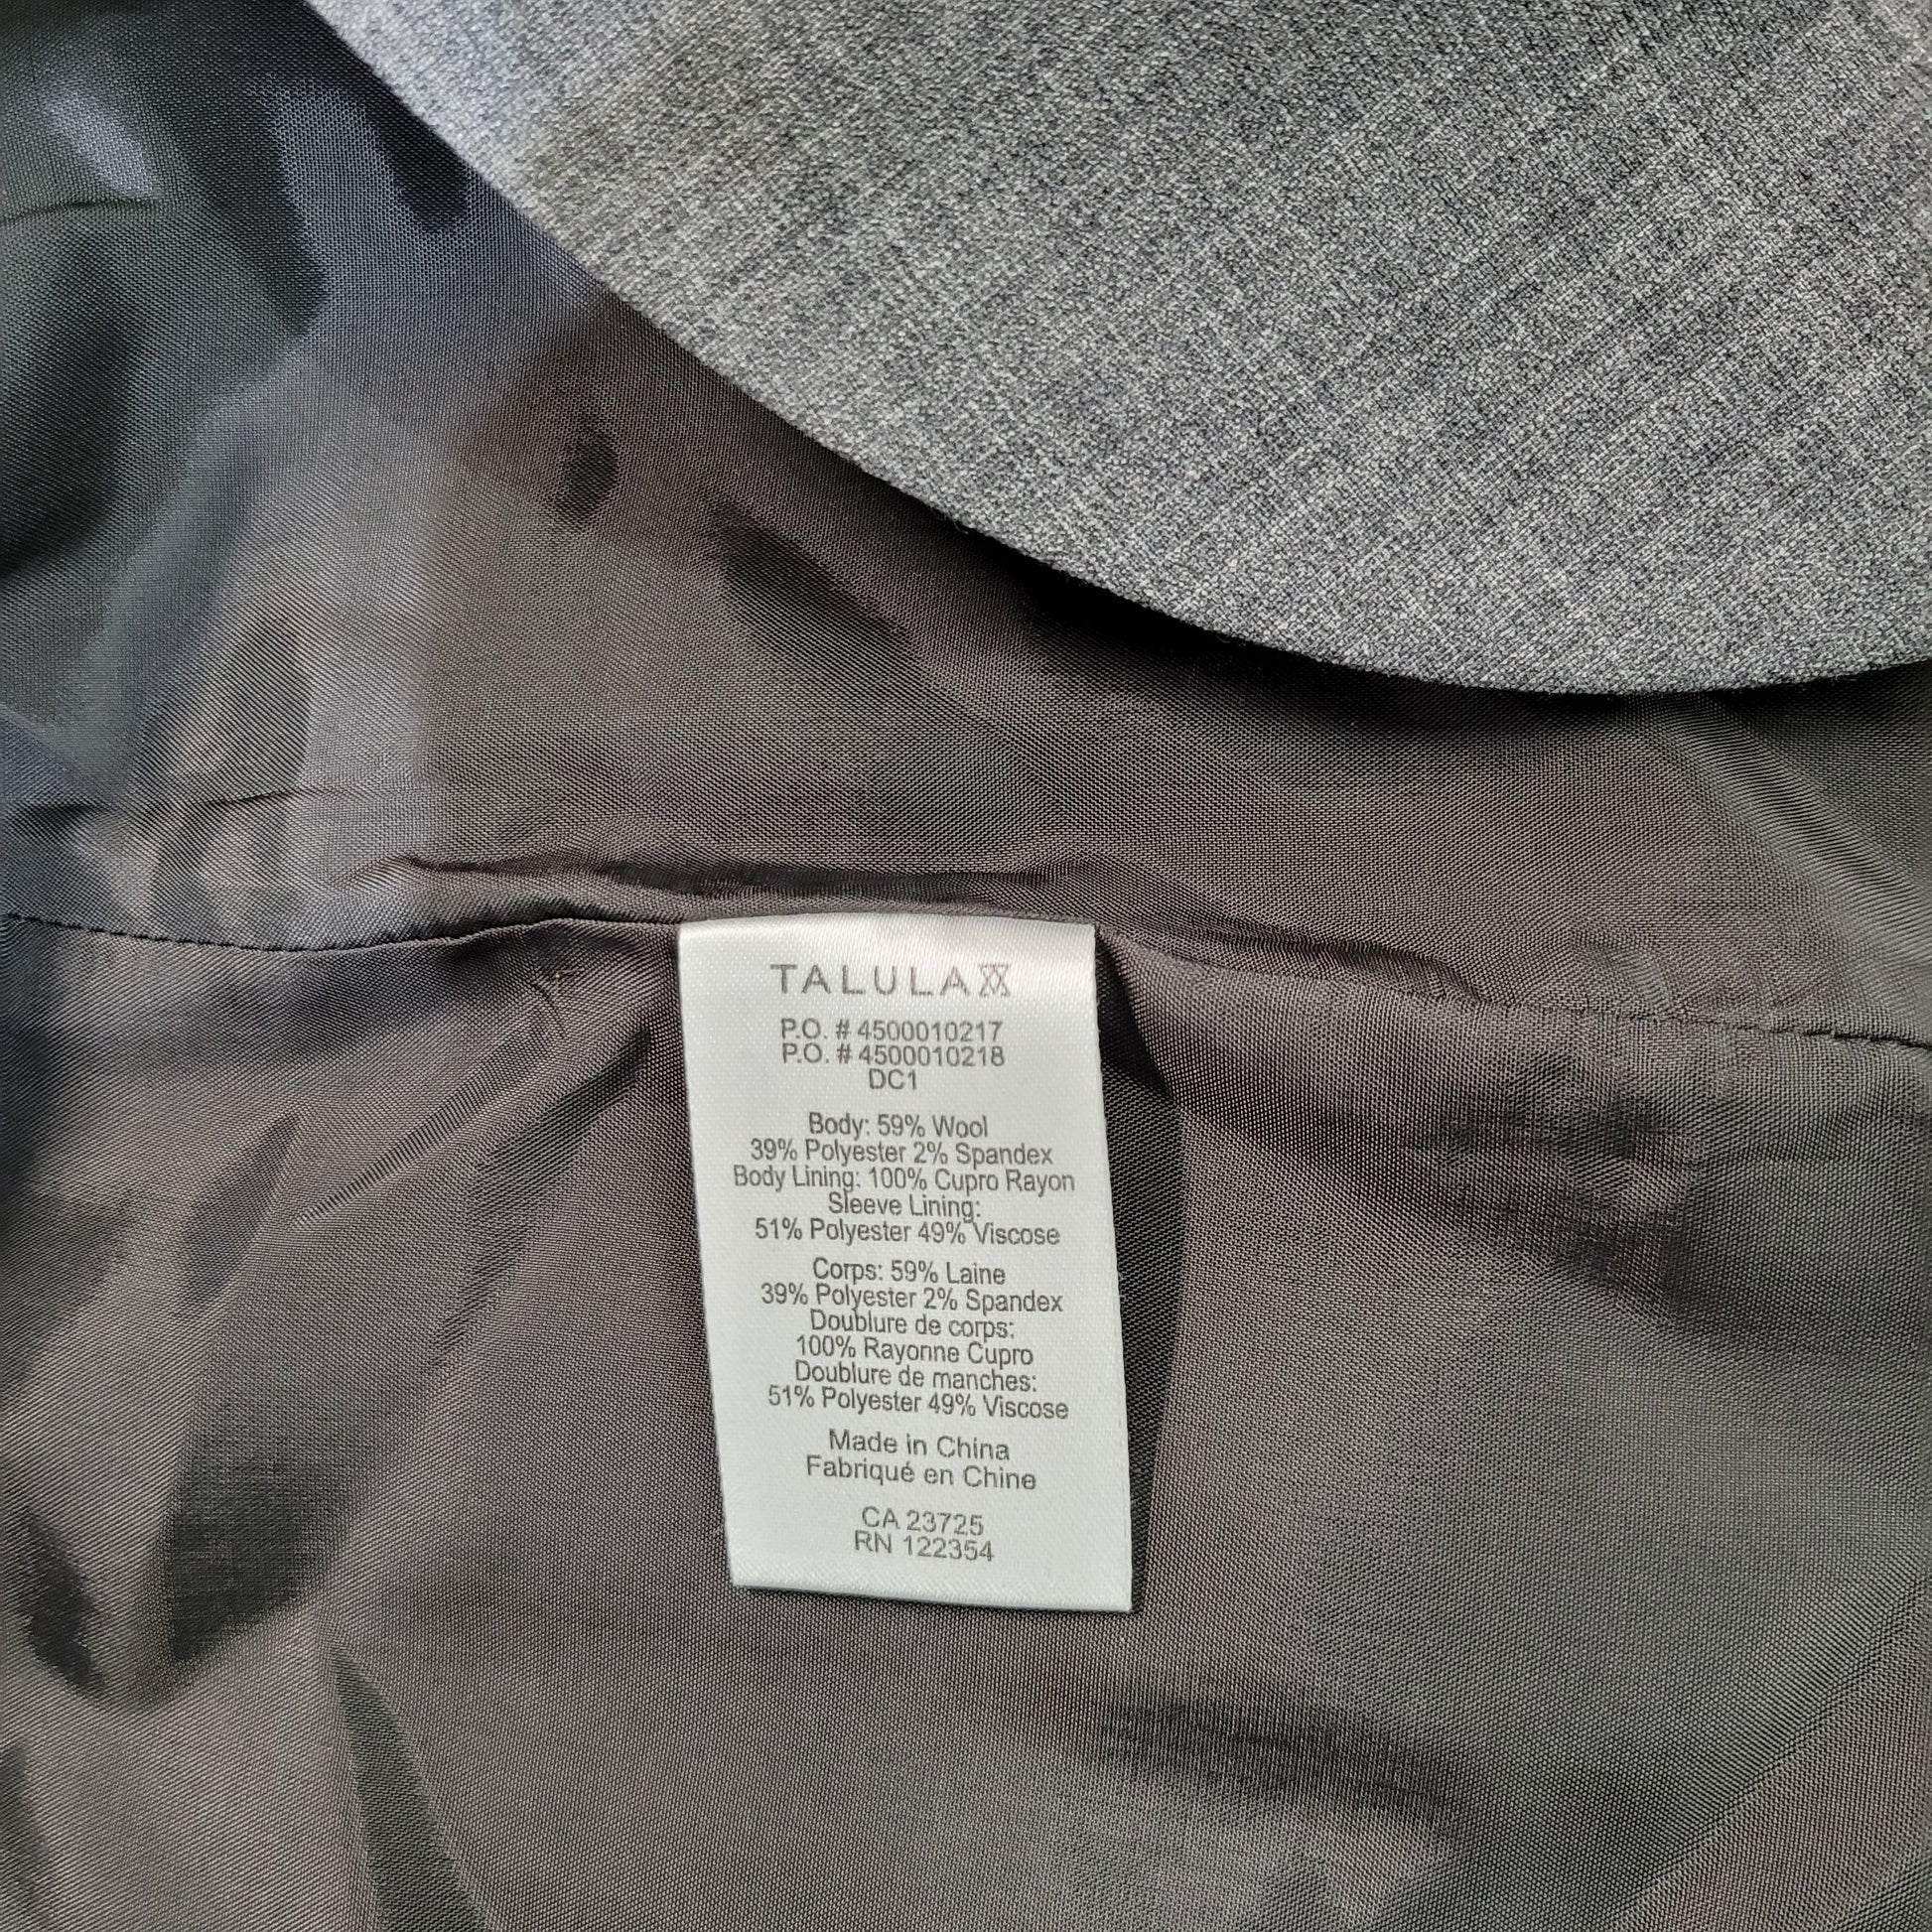 TALULA
P.O. # 4500010217
P.O. # 4500010218
DC1
Body: 59% Wool
39% Polyester 2% Spandex
Body Lining: 100% Cupro Rayon
Sleeve Lining:
51% Polyester 49% Viscose
Corps: 59% Laine
39% Polyester 2% Spandex
Doublure de corps:
100% Rayonne Cupro
Doublure de manches:
51% Polyester 49% Viscose
Made in China
Fabriqué en Chine
CA 23725
RN 122354